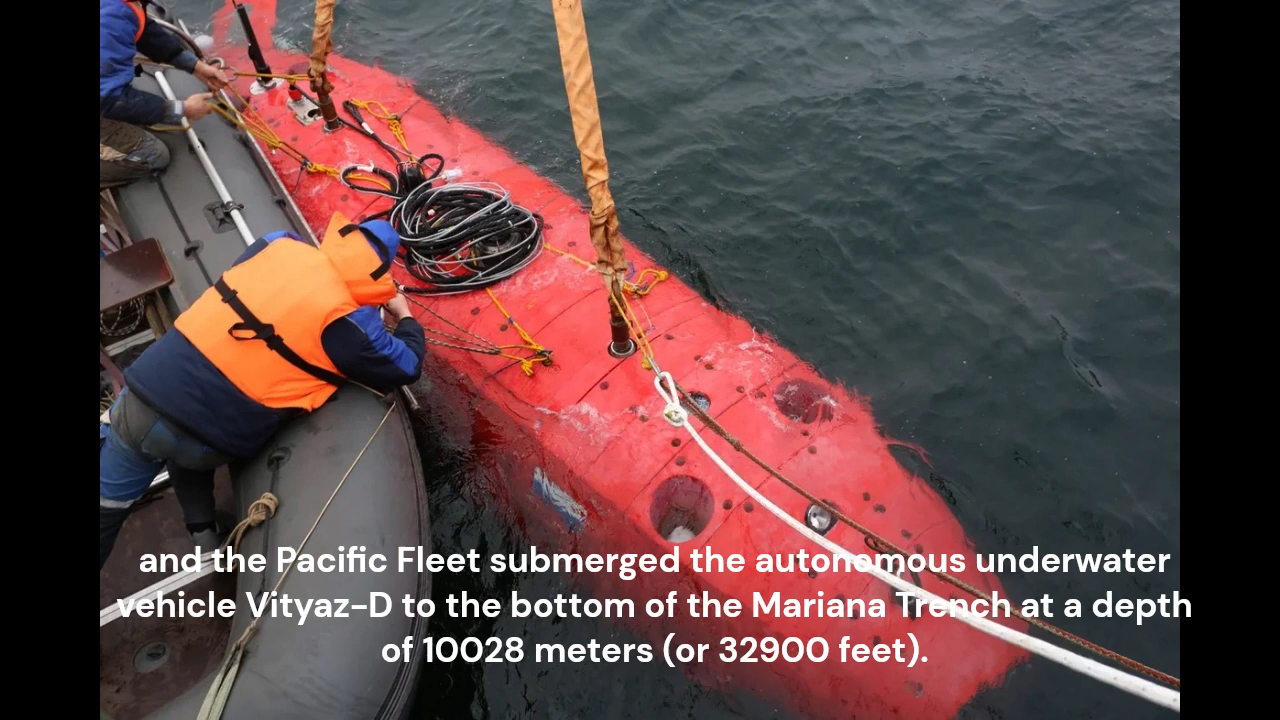 and the Pacific Fleet submerged the autonomous underwater
vehicle Vityaz-D to the bottom of the Mariana Trench at a depth
of 10028 meters (or 32900 feet).